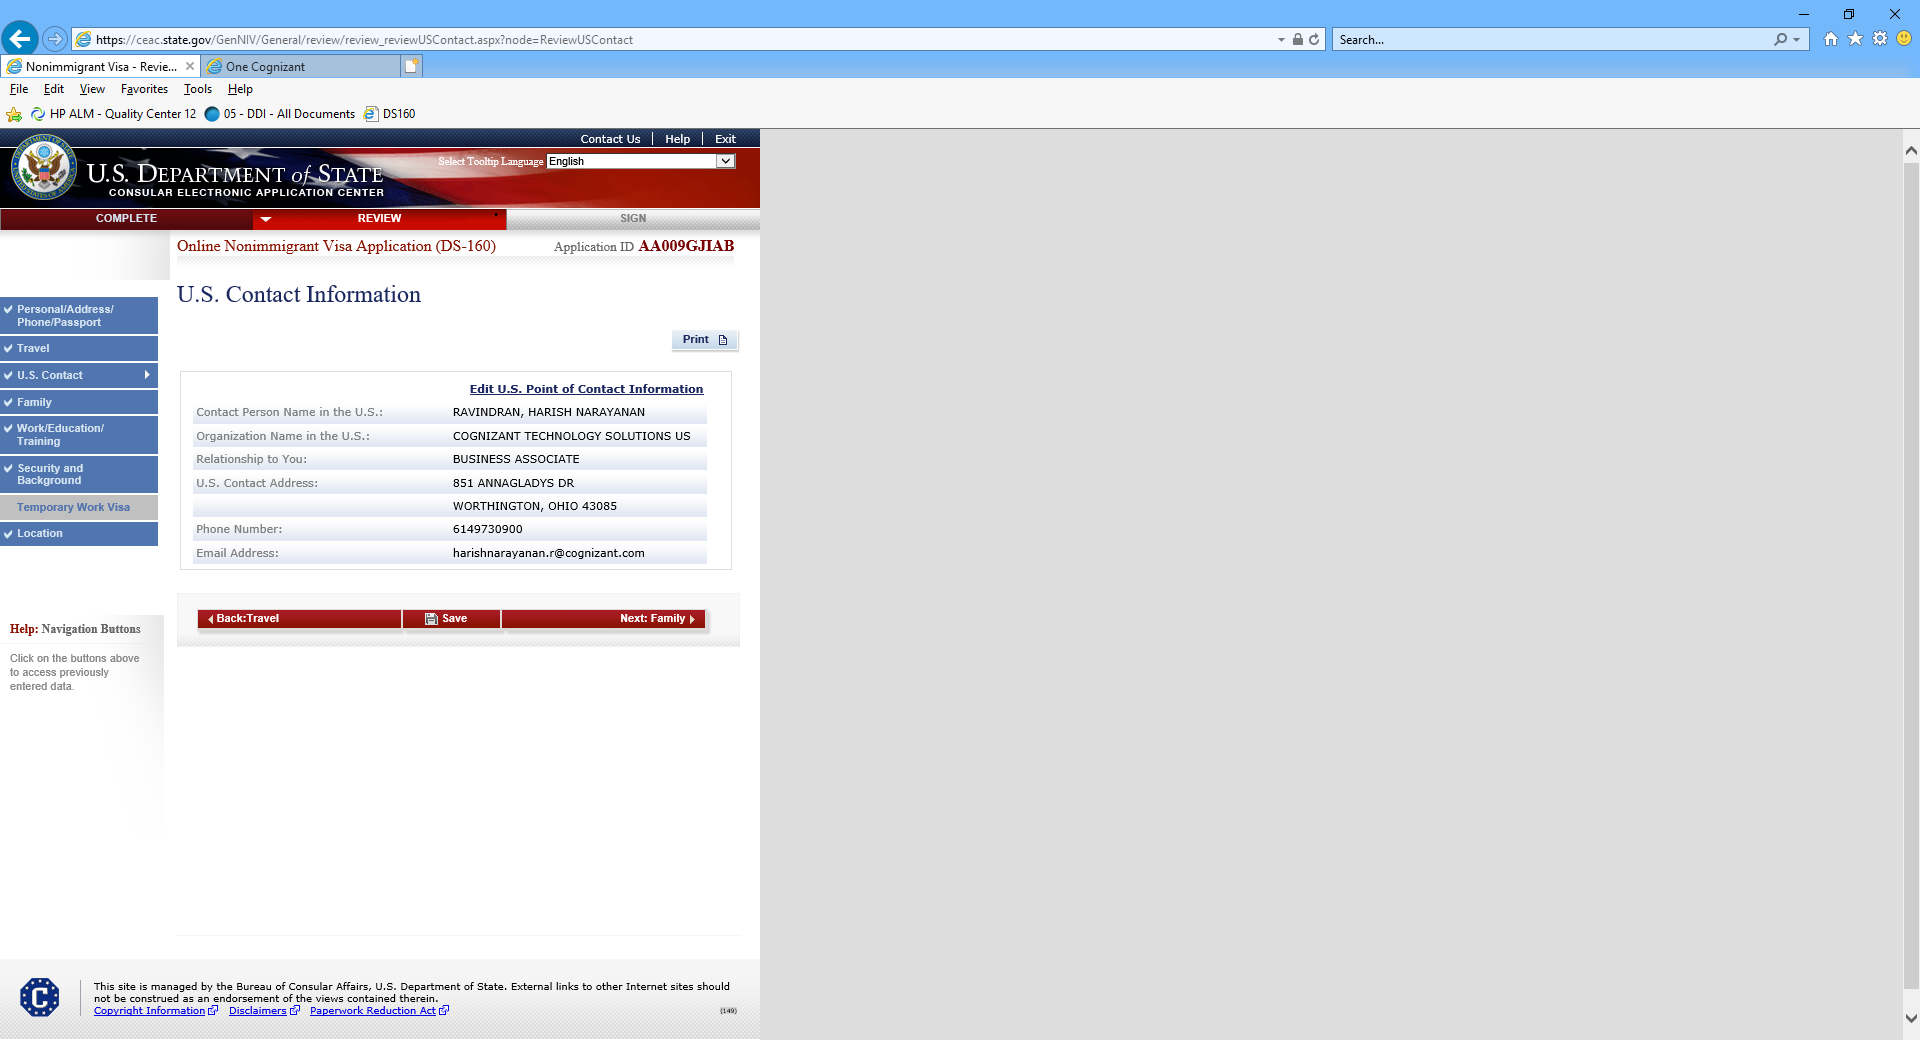 https://ceac.state.gov/GenNIV/General/review/review_reviewUSContact.aspx?node=ReviewUSContact
Search...
Nonimmigrant Visa - Revie...
One Cognizant
File Edit View Favorites Tools Help
HP ALM - Quality Center 12 05 - DDI - All Documents DS160
Contact Us Help Exit
Select Tooltip Language English
U.S. DEPARTMENT of STATE
CONSULAR ELECTRONIC APPLICATION CENTER
COMPLETE REVIEW SIGN
Online Nonimmigrant Visa Application (DS-160) Application ID AA009GJIAB
U.S. Contact Information
Personal/Address/
Phone/Passport
Travel
U.S. Contact
Family
Work/Education/
Training
Security and
Background
Temporary Work Visa
Location
Print
Edit U.S. Point of Contact Information
Contact Person Name in the U.S.: RAVINDRAN, HARISH NARAYANAN
Organization Name in the U.S.: COGNIZANT TECHNOLOGY SOLUTIONS US
Relationship to You: BUSINESS ASSOCIATE
U.S. Contact Address: 851 ANNAGLADYS DR
WORTHINGTON, OHIO 43085
Phone Number: 6149730900
Email Address: harishnarayanan.r@cognizant.com
Back:Travel Save Next: Family
Help: Navigation Buttons
Click on the buttons above
to access previously
entered data.
C
This site is managed by the Bureau of Consular Affairs, U.S. Department of State. External links to other Internet sites should
not be construed as an endorsement of the views contained therein.
Copyright Information Disclaimers Paperwork Reduction Act
(149)